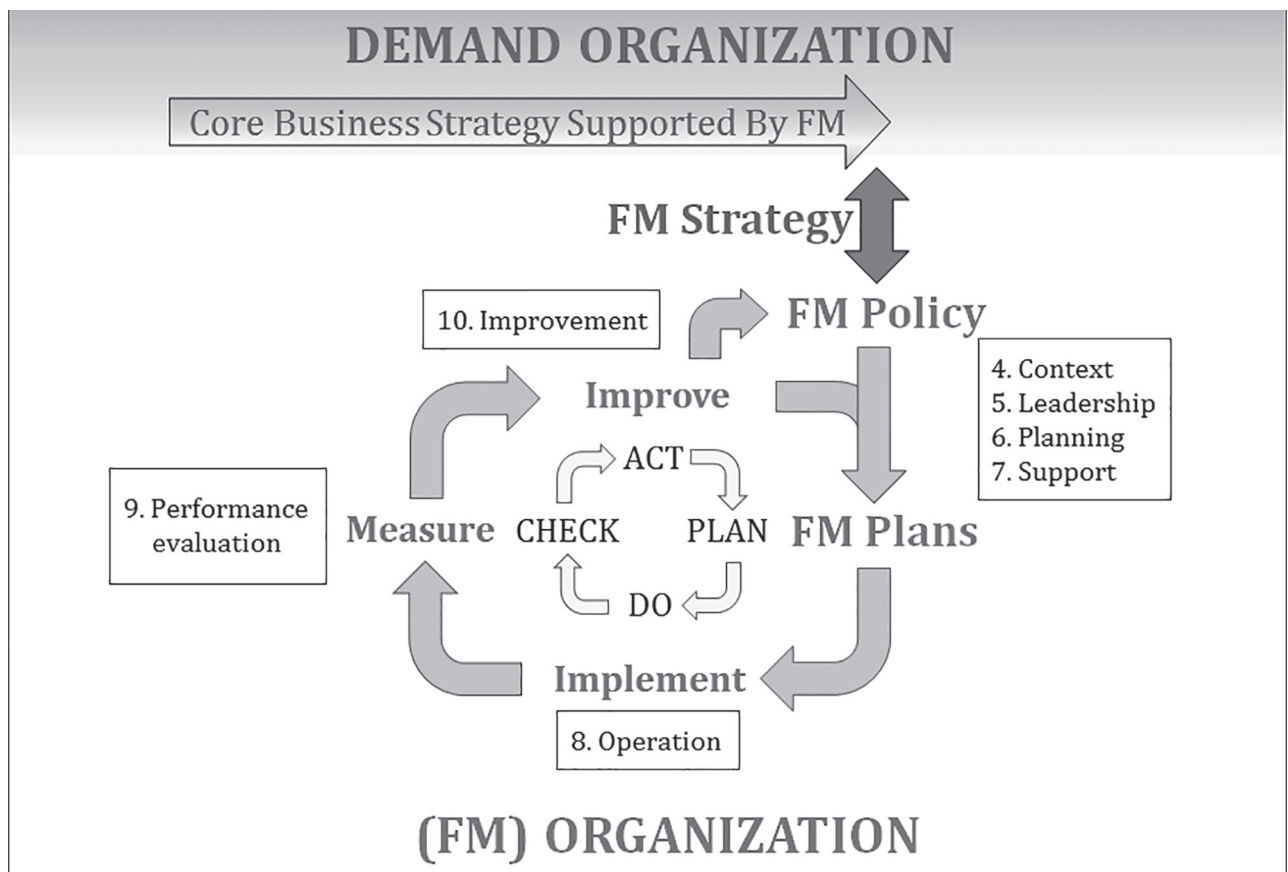 DEMAND ORGANIZATION
Core Business Strategy Supported By FM
FM Strategy
10. Improvement
FM Policy
4. Context
5. Leadership
6. Planning
7. Support
Improve
ACT
9. Performance
evaluation
Measure
CHECK
PLAN
FM Plans
DO
Implement
8. Operation
(FM) ORGANIZATION